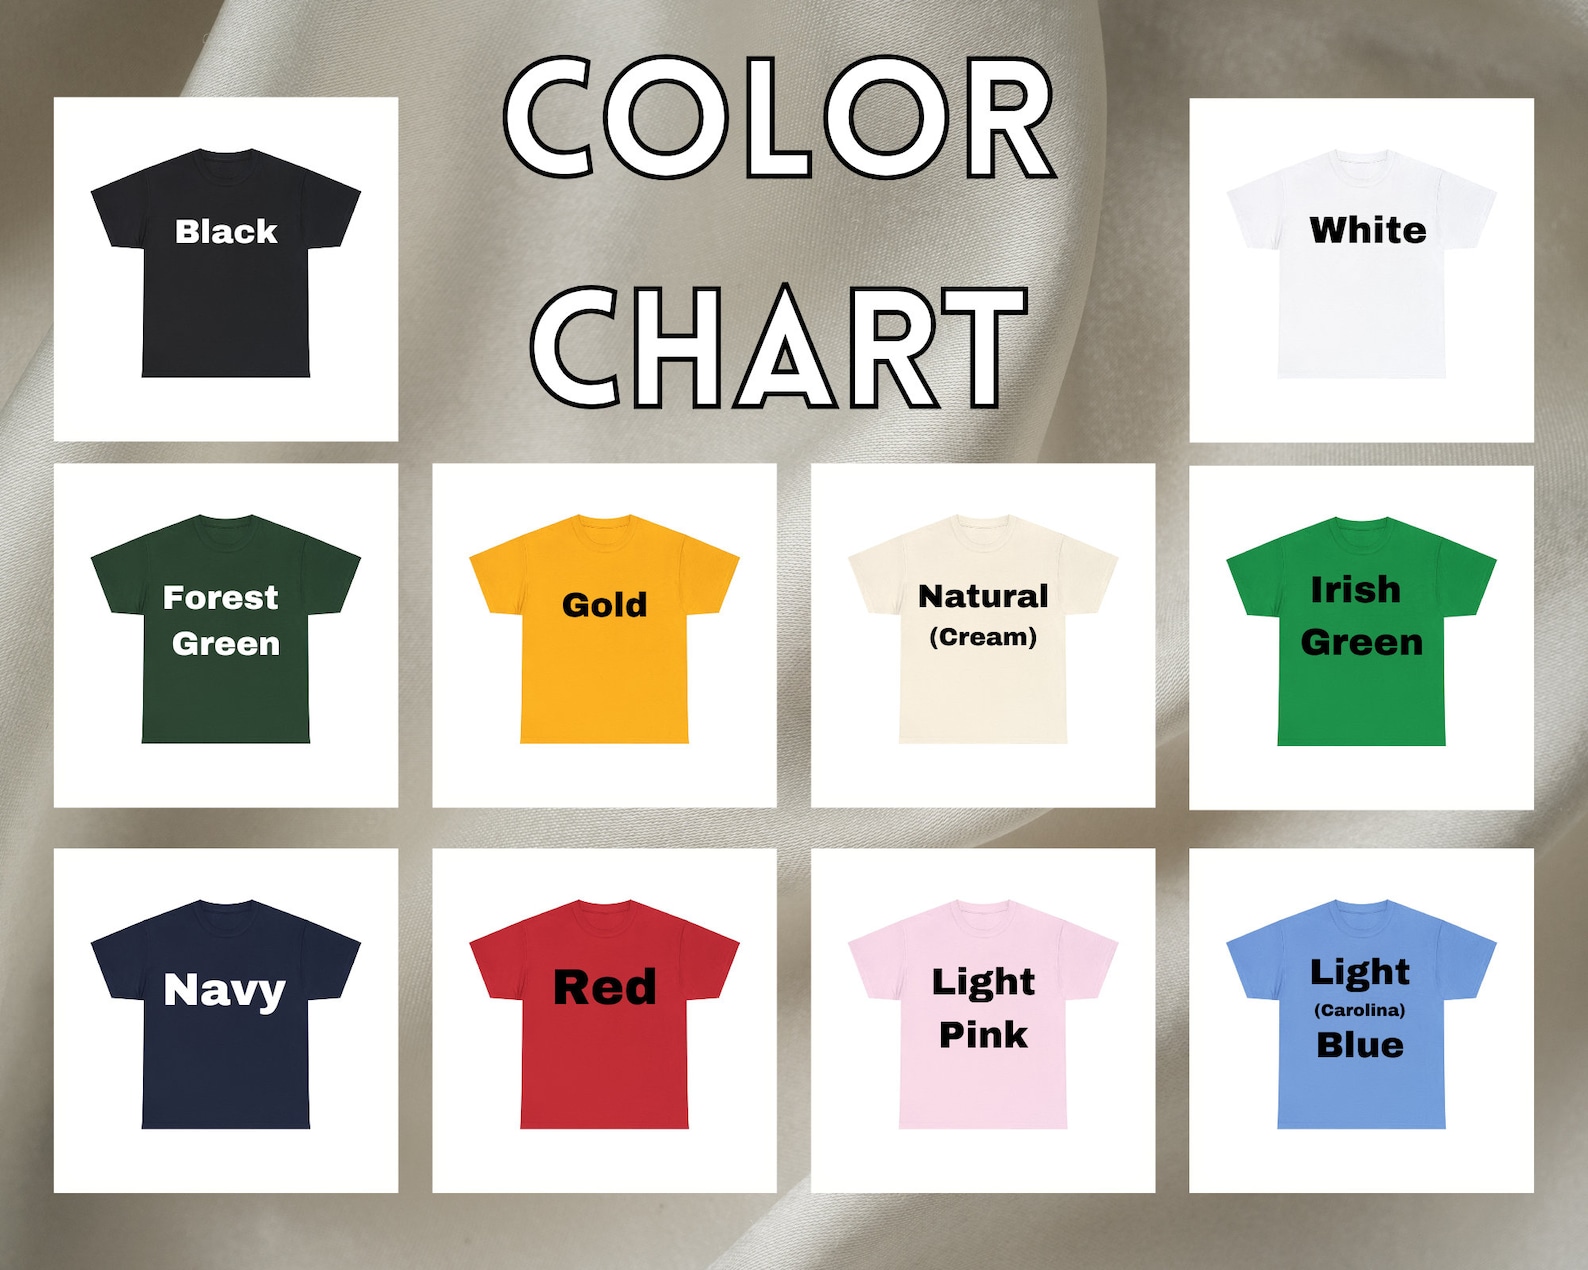 COLOR
CHART
Black
White
Forest
Green
Gold
Natural
(Cream)
Irish
Green
Navy
Red
Light
Pink
Light
(Carolina)
Blue